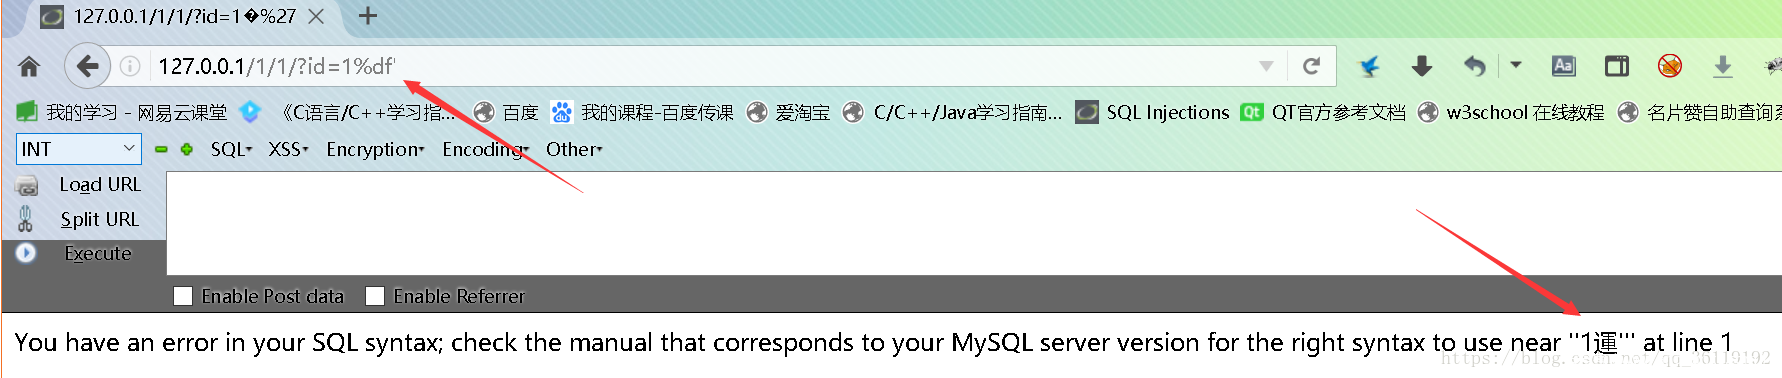 127.0.0.1/1/1/?id=1�%27
127.0.0.1/1/1/?id=1%df'
我的学习 - 网易云课堂 《C语言/C++学习指... 百度 我的课程-百度传课 爱淘宝 C/C++/Java学习指南... SQL Injections QT官方参考文档 w3school 在线教程 名片赞自助查询系
INT SQL XSS Encryption Encoding Other
Load URL
Split URL
Execute
Enable Post data Enable Referrer
You have an error in your SQL syntax; check the manual that corresponds to your MySQL server version for the right syntax to use near ''1運''' at line 1
https://blog.csdn.net/qq_36119192